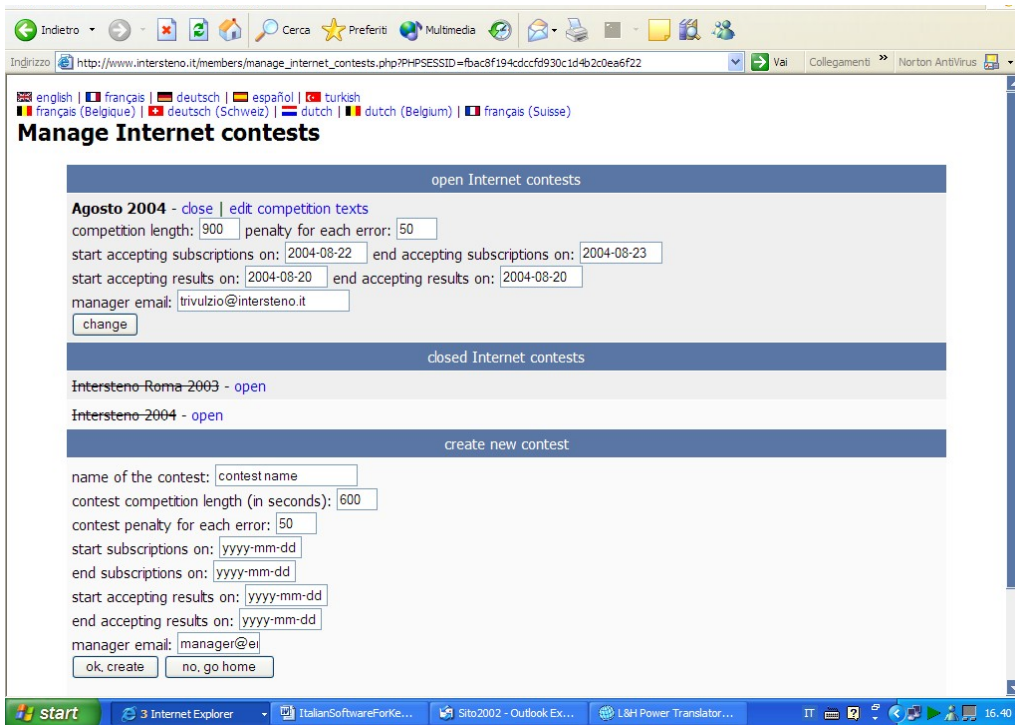 Indietro Cerca Preferiti Multimedia
Indirizzo http://www.intersteno.it/members/manage_internet_contests.php?PHPSESSID=fbac8f194cdccfd930c1d4b2c0ea6f22 Vai Collegamenti » Norton AntiVirus
english | français | deutsch | español | turkish
français (Belgique) | deutsch (Schweiz) | dutch | dutch (Belgium) | français (Suisse)
Manage Internet contests
open Internet contests
Agosto 2004 - close | edit competition texts
competition length: 900 penalty for each error: 50
start accepting subscriptions on: 2004-08-22 end accepting subscriptions on: 2004-08-23
start accepting results on: 2004-08-20 end accepting results on: 2004-08-20
manager email: trivulzio@intersteno.it
change
closed Internet contests
Intersteno Roma 2003 - open
Intersteno 2004 - open
create new contest
name of the contest: contest name
contest competition length (in seconds): 600
contest penalty for each error: 50
start subscriptions on: yyyy-mm-dd
end subscriptions on: yyyy-mm-dd
start accepting results on: yyyy-mm-dd
end accepting results on: yyyy-mm-dd
manager email: manager@e
ok, create no, go home
start 3 Internet Explorer ItalianSoftwareForKe... Sito2002 - Outlook Ex... L&H Power Translator... IT 16.40